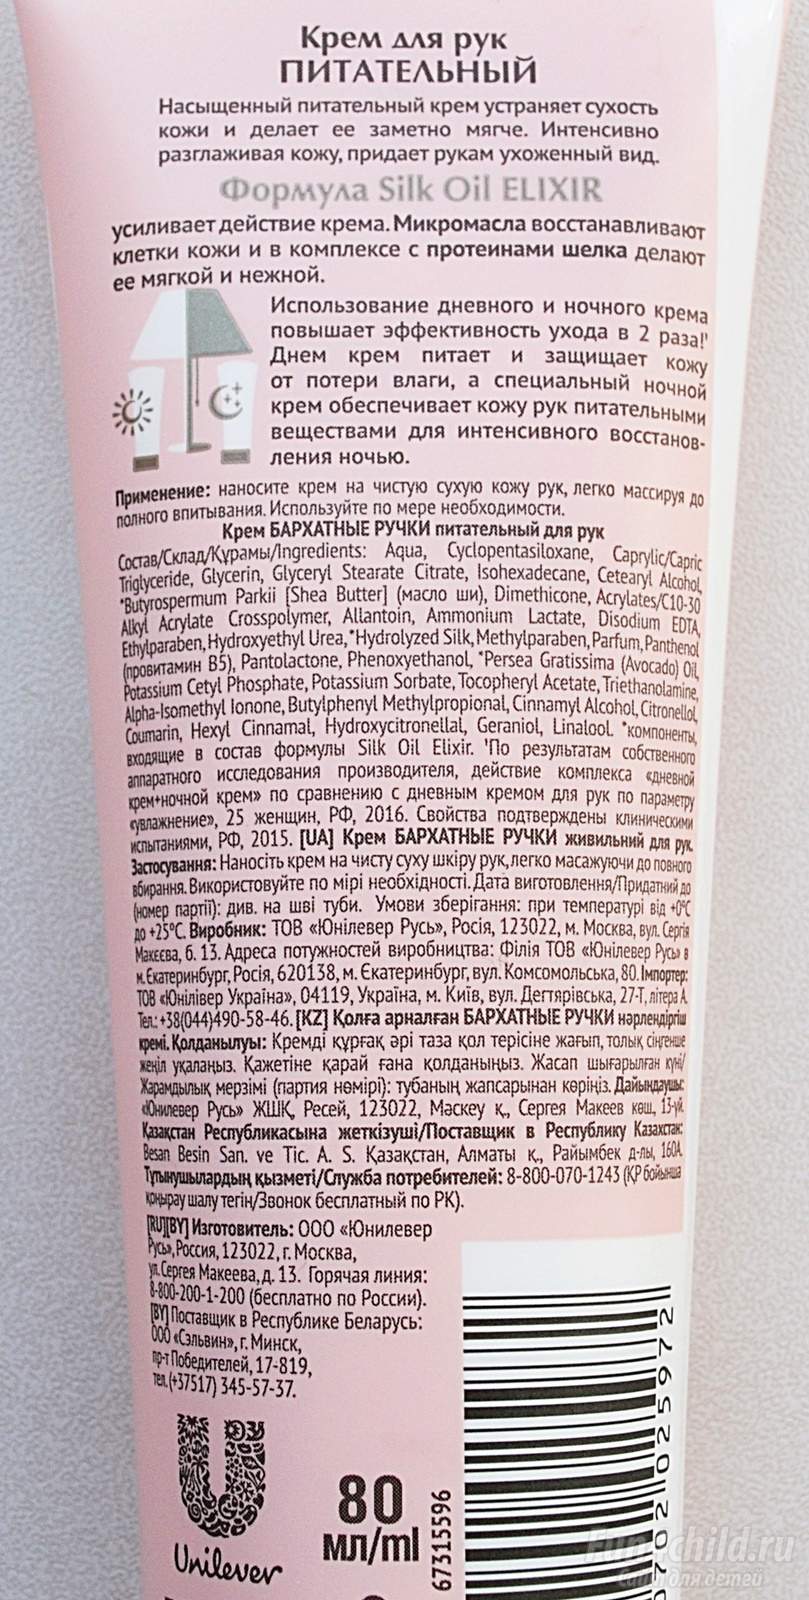 Крем для рук
ПИТАТЕЛЬНЫЙ
Насыщенный питательный крем устраняет сухость
кожи и делает ее заметно мягче. Интенсивно
разглаживая кожу, придает рукам ухоженный вид.
Формула Silk Oil ELIXIR
усиливает действие крема. Микромасла восстанавливают
клетки кожи и в комплексе с протеинами шелка делают
ее мягкой и нежной.
Использование дневного и ночного крема
повышает эффективность ухода в 2 раза!¹
Днем крем питает и защищает кожу
от потери влаги, а специальный ночной
крем обеспечивает кожу рук питательными
веществами для интенсивного восстанов-
ления ночью.
Применение: наносите крем на чистую сухую кожу рук, легко массируя до
полного впитывания. Используйте по мере необходимости.
Крем БАРХАТНЫЕ РУЧКИ питательный для рук
Состав/Склад/Құрамы/Ingredients: Aqua, Cyclopentasiloxane, Caprylic/Capric
Triglyceride, Glycerin, Glyceryl Stearate Citrate, Isohexadecane, Cetearyl Alcohol,
*Butyrospermum Parkii [Shea Butter] (масло ши), Dimethicone, Acrylates/C10-30
Alkyl Acrylate Crosspolymer, Allantoin, Ammonium Lactate, Disodium EDTA,
Ethylparaben, Hydroxyethyl Urea, *Hydrolyzed Silk, Methylparaben, Parfum, Panthenol
(провитамин B5), Pantolactone, Phenoxyethanol, *Persea Gratissima (Avocado) Oil,
Potassium Cetyl Phosphate, Potassium Sorbate, Tocopheryl Acetate, Triethanolamine,
Alpha-Isomethyl Ionone, Butylphenyl Methylpropional, Cinnamyl Alcohol, Citronellol,
Coumarin, Hexyl Cinnamal, Hydroxycitronellal, Geraniol, Linalool. *компоненты,
входящие в состав формулы Silk Oil Elixir. ¹По результатам собственного
аппаратного исследования производителя, действие комплекса «дневной
крем+ночной крем» по сравнению с дневным кремом для рук по параметру
«увлажнение», 25 женщин, РФ, 2016. Свойства подтверждены клиническими
испытаниями, РФ, 2015. [UA] Крем БАРХАТНЫЕ РУЧКИ живильний для рук.
Застосування: Наносіть крем на чисту суху шкіру рук, легко масажуючи до повного
вбирання. Використовуйте по мірі необхідності. Дата виготовлення/Придатний до
(номер партії): див. на шві туби. Умови зберігання: при температурі від +0°C
до +25°C. Виробник: ТОВ «Юнілевер Русь», Росія, 123022, м. Москва, вул. Сергія
Макєєва, б. 13. Адреса потужностей виробництва: Філія ТОВ «Юнілевер Русь» в
м. Єкатеринбург, Росія, 620138, м. Єкатеринбург, вул. Комсомольська, 80. Імпортер:
ТОВ «Юнілівер Україна», 04119, Україна, м. Київ, вул. Дегтярівська, 27-Т, літера А.
Тел.: +38(044)490-58-46. [KZ] Қолға арналған БАРХАТНЫЕ РУЧКИ нәрлендіргіш
кремі. Қолданылуы: Кремді құрғақ әрі таза қол терісіне жағып, толық сіңгенше
жеңіл уқалаңыз. Қажетіне қарай ғана қолданыңыз. Жасап шығарылған күні/
Жарамдылық мерзімі (партия нөмірі): тубаның жапсарынан көріңіз. Дайындаушы:
«Юнилевер Русь» ЖШҚ, Ресей, 123022, Мәскеу қ., Сергея Макеев көш, 13-үй.
Қазақстан Республикасына жеткізуші/Поставщик в Республику Казахстан:
Besan Besin San. ve Tic. A. S. Қазақстан, Алматы қ., Райымбек д-лы, 160А.
Тұтынушылардың қызметі/Служба потребителей: 8-800-070-1243 (ҚР бойынша
қоңырау шалу тегін/Звонок бесплатный по РК).
[RU][BY] Изготовитель: ООО «Юнилевер
Русь», Россия, 123022, г. Москва,
ул. Сергея Макеева, д. 13. Горячая линия:
8-800-200-1-200 (бесплатно по России).
[BY] Поставщик в Республике Беларусь:
ООО «Сэльвин», г. Минск,
пр-т Победителей, 17-819,
тел. (+37517) 345-57-37.
Unilever
80
мл/ml
67315596
02025972
Fun4child.ru
Сайт для детей